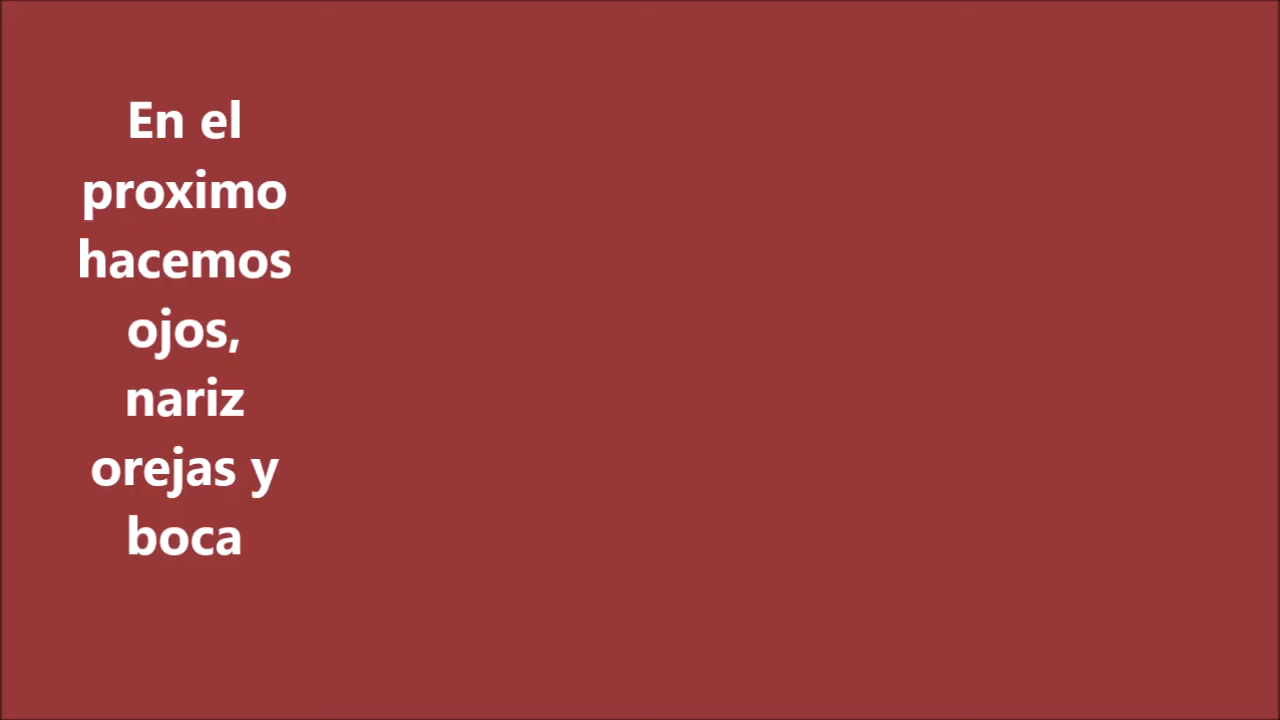 En el
proximo
hacemos
ojos,
nariz
orejas y
boca